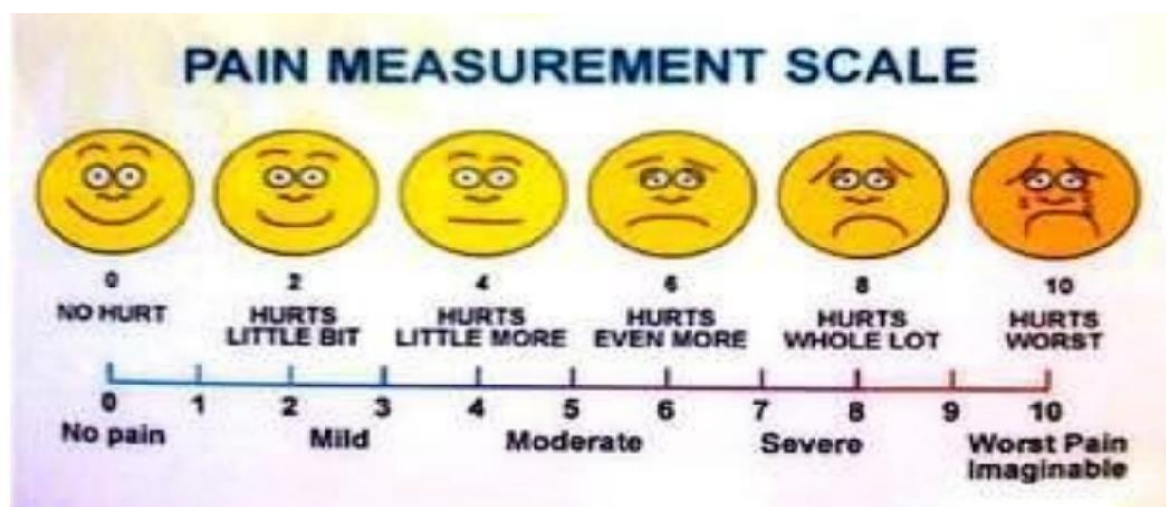 PAIN MEASUREMENT SCALE
0 2 4 6 8 10
NO HURT
HURTS LITTLE BIT
HURTS LITTLE MORE
HURTS EVEN MORE
HURTS WHOLE LOT
HURTS WORST
0 1 2 3 4 5 6 7 8 9 10
No pain Mild Moderate Severe Worst Pain
Imaginable